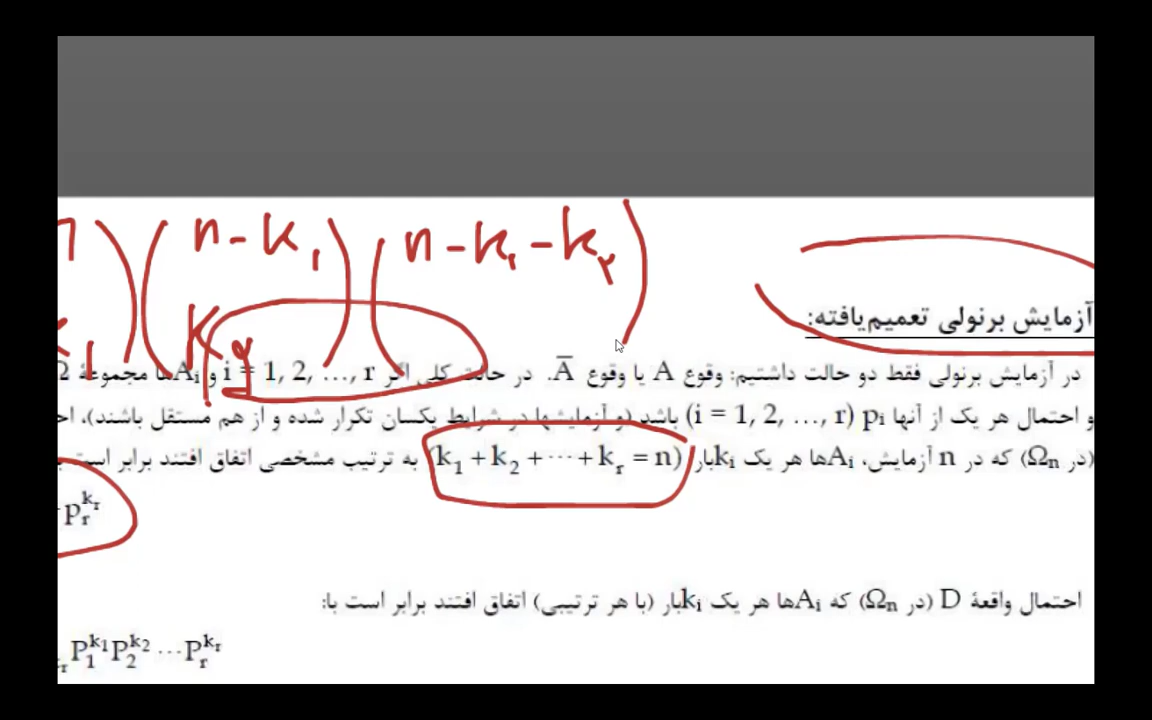 n - k₁ n - k₁ - k₂
k₁
آزمایش برنولی تعمیم‌یافته:
در آزمایش برنولی فقط دو حالت داشتیم: وقوع A یا وقوع A̅. در حالت کلی اگر i = 1, 2, …, r و Aᵢها مجموعهٔ Ω
و احتمال هر یک از آنها pᵢ (i = 1, 2, …, r) باشد (و آزمایشها در شرایط یکسان تکرار شده و از هم مستقل باشند)،
(در Ωₙ) که در n آزمایش، Aᵢها هر یک kᵢبار (k₁ + k₂ + ⋯ + kᵣ = n) به ترتیب مشخصی اتفاق افتند برابر است
pᵣ^kᵣ
احتمال واقعهٔ D (در Ωₙ) که Aᵢها هر یک kᵢبار (با هر ترتیبی) اتفاق افتند برابر است با:
P₁^k₁ P₂^k₂ ⋯ Pᵣ^kᵣ